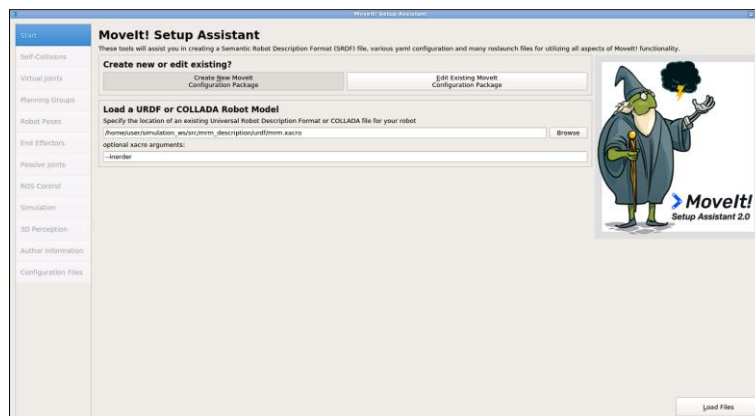 MoveIt! Setup Assistant
Start
Self-Collisions
Virtual Joints
Planning Groups
Robot Poses
End Effectors
Passive Joints
ROS Control
Simulation
3D Perception
Author Information
Configuration Files
MoveIt! Setup Assistant
These tools will assist you in creating a Semantic Robot Description Format (SRDF) file, various yaml configuration and many roslaunch files for utilizing all aspects of MoveIt! functionality.
Create new or edit existing?
Create New MoveIt
Configuration Package
Edit Existing MoveIt
Configuration Package
Load a URDF or COLLADA Robot Model
Specify the location of an existing Universal Robot Description Format or COLLADA file for your robot
/home/user/simulation_ws/src/mrm_description/urdf/mrm.xacro
Browse
optional xacro arguments:
--inorder
MoveIt!
Setup Assistant 2.0
Load Files